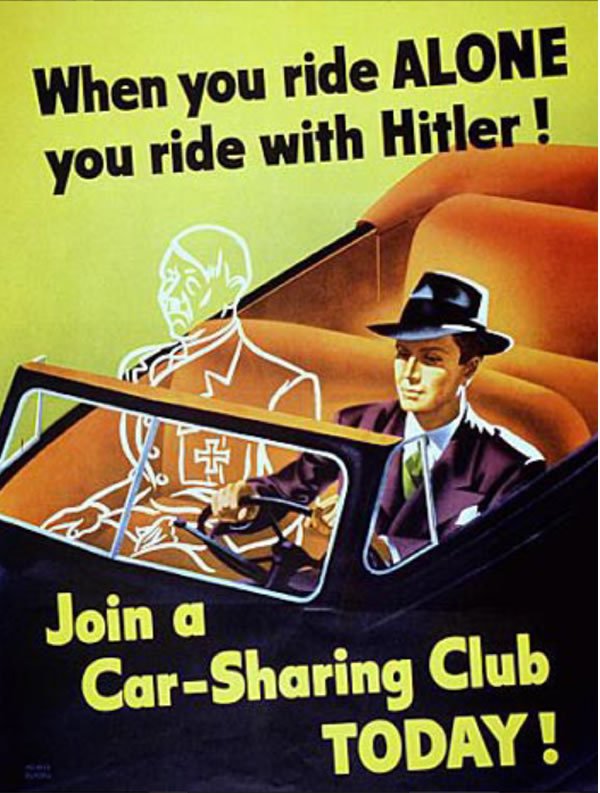 When you ride ALONE
you ride with Hitler !
Join a
Car-Sharing Club
TODAY !